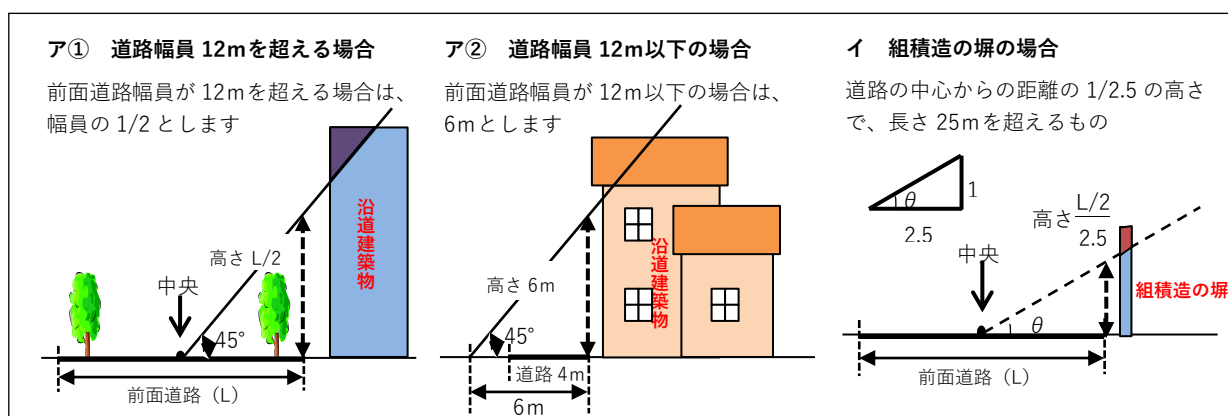 ア① 道路幅員 12mを超える場合
前面道路幅員が 12mを超える場合は、
幅員の 1/2 とします
沿道建築物
高さ L/2
中央
45°
前面道路（L）
ア② 道路幅員 12m以下の場合
前面道路幅員が 12m以下の場合は、
6mとします
沿道建築物
高さ 6m
45°
道路 4m
6m
イ 組積造の塀の場合
道路の中心からの距離の 1/2.5 の高さ
で、長さ 25mを超えるもの
θ
1
2.5
高さ L/2
2.5
中央
組積造の塀
θ
前面道路（L）